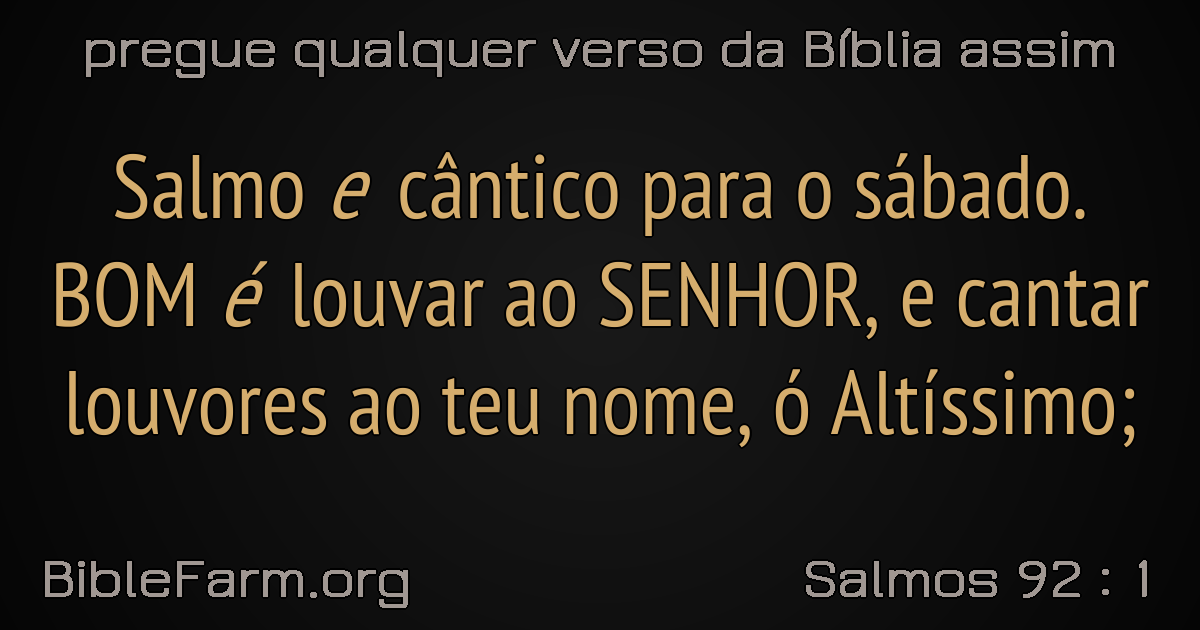 pregue qualquer verso da Bíblia assim
Salmo e cântico para o sábado.
BOM é louvar ao SENHOR, e cantar
louvores ao teu nome, ó Altíssimo;
BibleFarm.org
Salmos 92 : 1